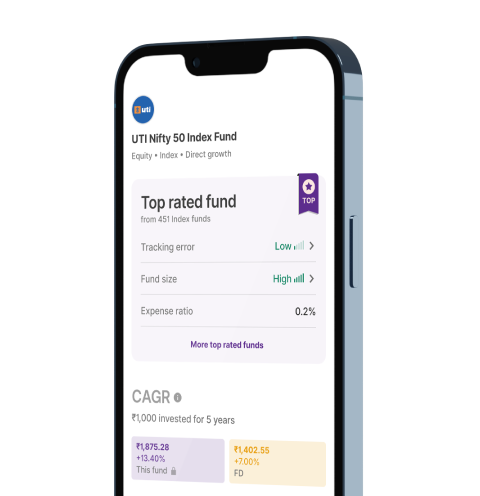 uti
UTI Nifty 50 Index Fund
Equity • Index • Direct growth
TOP
Top rated fund
from 451 Index funds
Tracking error Low
Fund size High
Expense ratio 0.2%
More top rated funds
CAGR
₹1,000 invested for 5 years
₹1,875.28 ₹1,402.55
+13.40% +7.00%
This fund FD